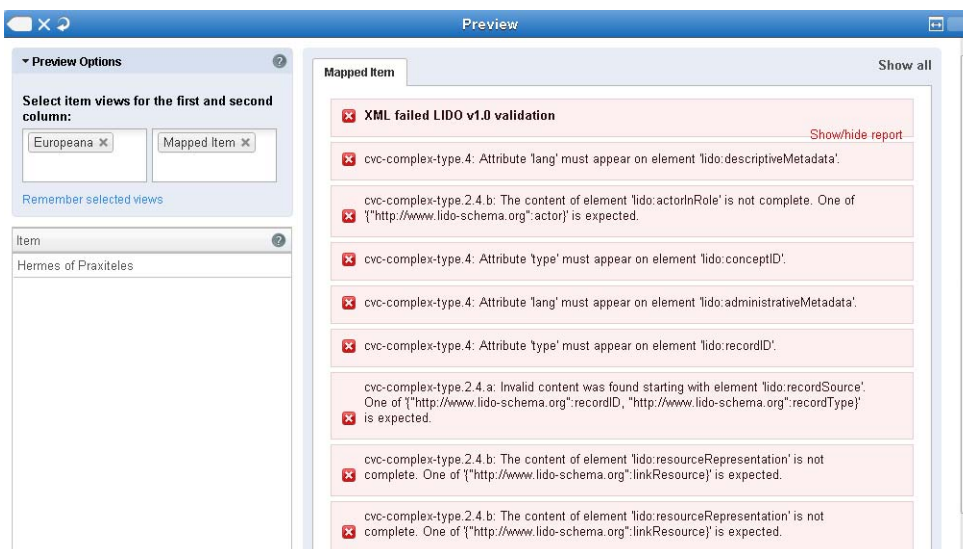 Preview
Preview Options
Select item views for the first and second
column:
Europeana
Mapped Item
Remember selected views
Item
Hermes of Praxiteles
Mapped Item
Show all
XML failed LIDO v1.0 validation
Show/hide report
cvc-complex-type.4: Attribute 'lang' must appear on element 'lido:descriptiveMetadata'.
cvc-complex-type.2.4.b: The content of element 'lido:actorInRole' is not complete. One of
'{"http://www.lido-schema.org":actor}' is expected.
cvc-complex-type.4: Attribute 'type' must appear on element 'lido:conceptID'.
cvc-complex-type.4: Attribute 'lang' must appear on element 'lido:administrativeMetadata'.
cvc-complex-type.4: Attribute 'type' must appear on element 'lido:recordID'.
cvc-complex-type.2.4.a: Invalid content was found starting with element 'lido:recordSource'.
One of '{"http://www.lido-schema.org":recordID, "http://www.lido-schema.org":recordType}'
is expected.
cvc-complex-type.2.4.b: The content of element 'lido:resourceRepresentation' is not
complete. One of '{"http://www.lido-schema.org":linkResource}' is expected.
cvc-complex-type.2.4.b: The content of element 'lido:resourceRepresentation' is not
complete. One of '{"http://www.lido-schema.org":linkResource}' is expected.